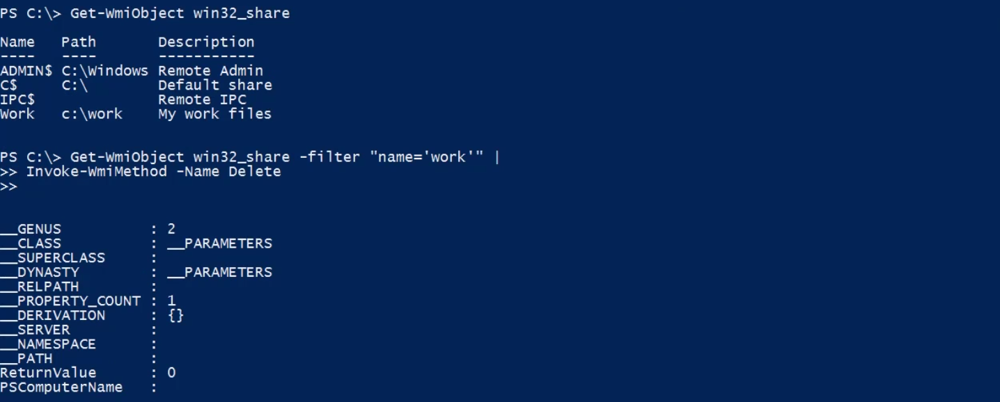 PS C:\> Get-WmiObject win32_share
Name   Path      Description
----   ----      -----------
ADMIN$ C:\Windows Remote Admin
C$     C:\       Default share
IPC$             Remote IPC
Work   c:\work   My work files
PS C:\> Get-WmiObject win32_share -filter "name='work'" |
>> Invoke-WmiMethod -Name Delete
>>
__GENUS          : 2
__CLASS          : __PARAMETERS
__SUPERCLASS     :
__DYNASTY        : __PARAMETERS
__RELPATH        :
__PROPERTY_COUNT : 1
__DERIVATION     : {}
__SERVER         :
__NAMESPACE      :
__PATH           :
ReturnValue      : 0
PSComputerName   :